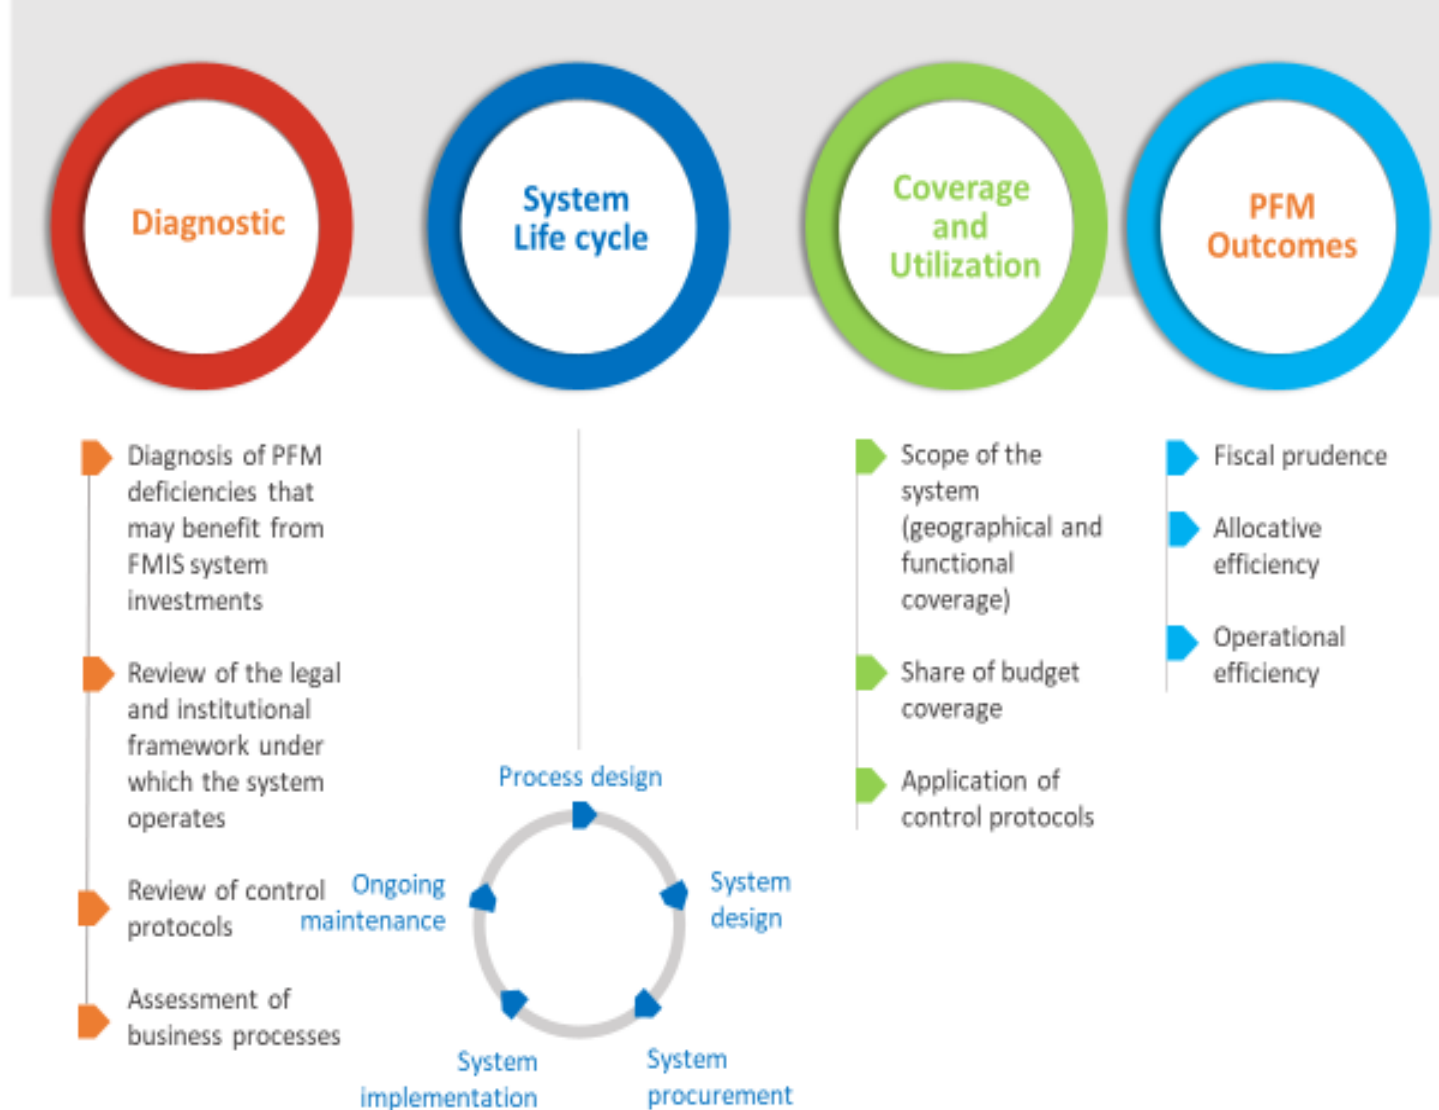 Diagnostic
System
Life cycle
Coverage
and
Utilization
PFM
Outcomes
Diagnosis of PFM
deficiencies that
may benefit from
FMIS system
investments
Review of the legal
and institutional
framework under
which the system
operates
Review of control
protocols
Assessment of
business processes
Process design
System
design
System
procurement
System
implementation
Ongoing
maintenance
Scope of the
system
(geographical and
functional
coverage)
Share of budget
coverage
Application of
control protocols
Fiscal prudence
Allocative
efficiency
Operational
efficiency